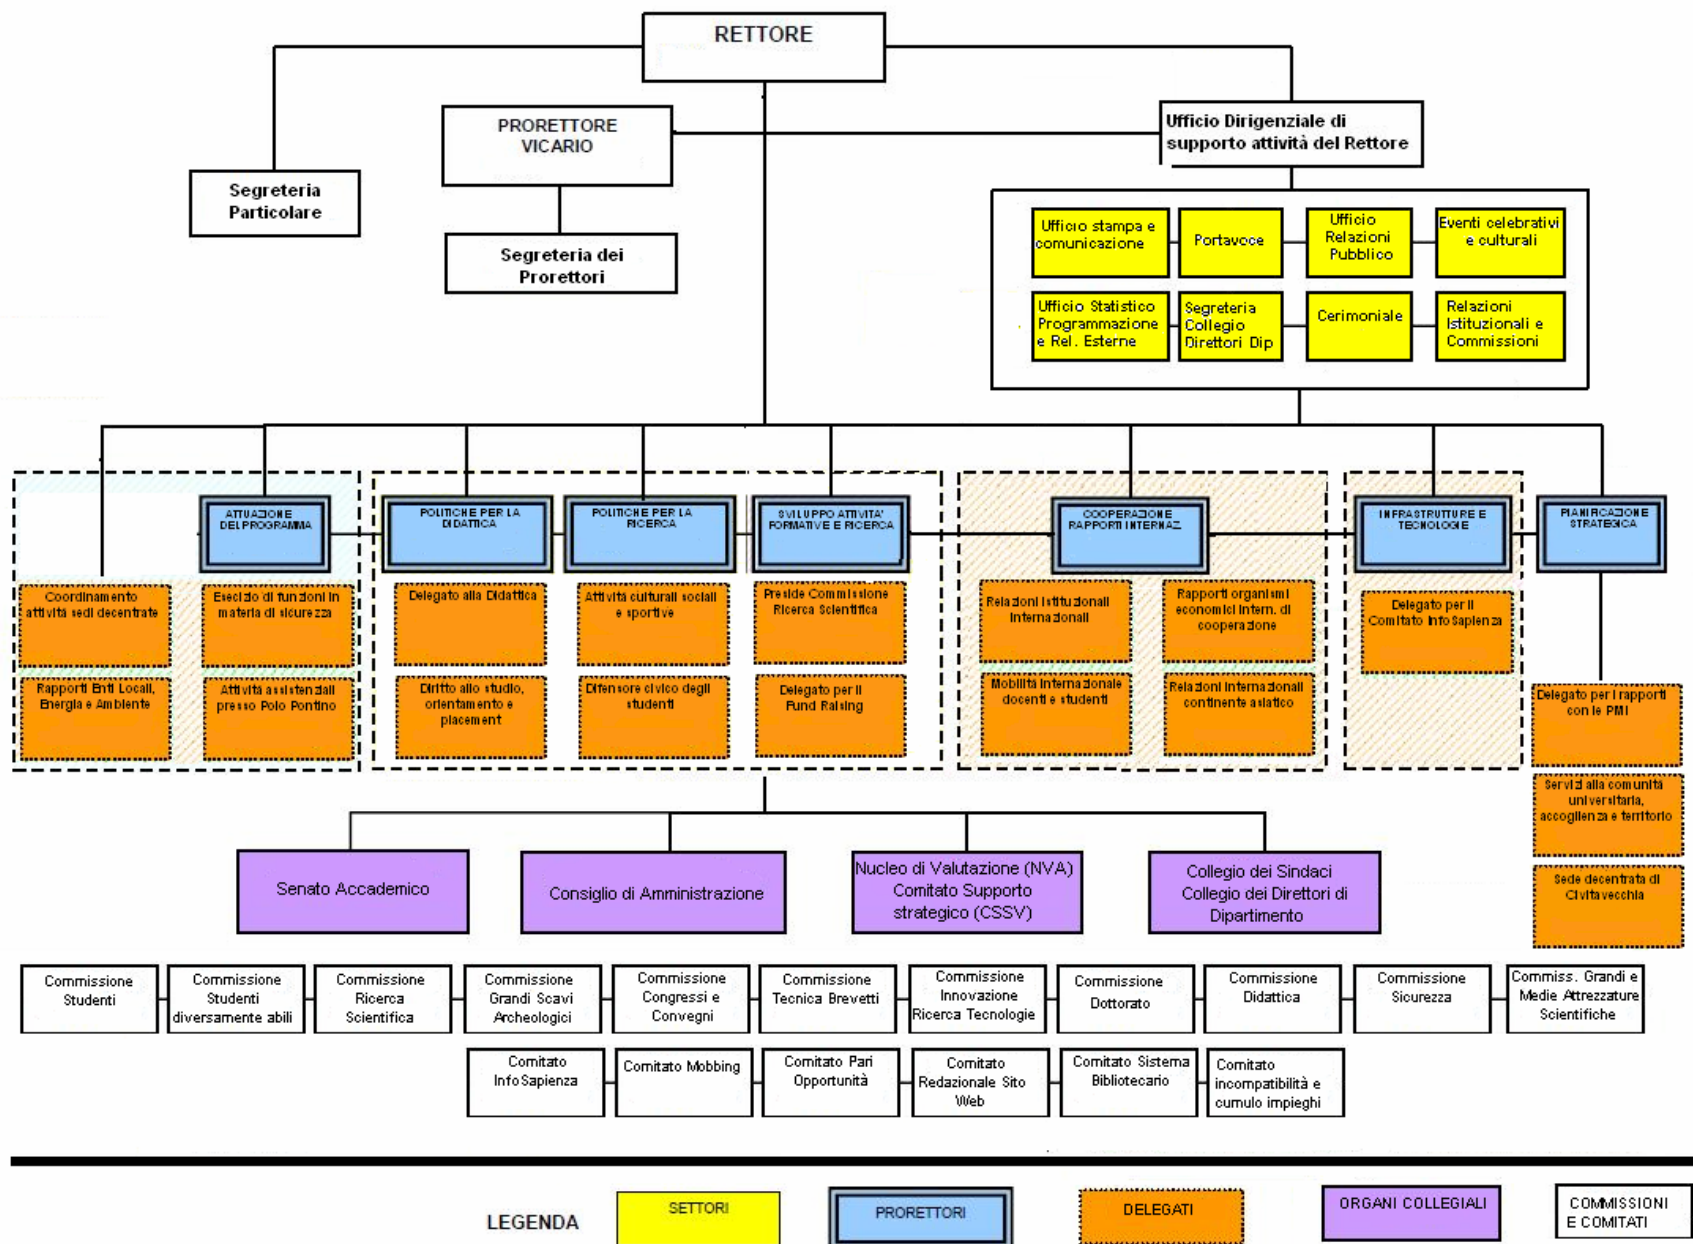 RETTORE
PRORETTORE
VICARIO
Ufficio Dirigenziale di
supporto attività del Rettore
Segreteria
Particolare
Segreteria dei
Prorettori
Ufficio stampa e
comunicazione
Portavoce
Ufficio
Relazioni
Pubblico
Eventi celebrativi
e culturali
Ufficio Statistico
Programmazione
e Rel. Esterne
Segreteria
Collegio
Direttori Dip
Cerimoniale
Relazioni
Istituzionali e
Commissioni
ATTUAZIONE
DEL PROGRAMMA
POLITICHE PER LA
DIDATTICA
POLITICHE PER LA
RICERCA
SVILUPPO ATTIVITA'
FORMATIVE E RICERCA
COOPERAZIONE
RAPPORTI INTERNAZ.
INFRASTRUTTURE E
TECNOLOGIE
PIANIFICAZIONE
STRATEGICA
Coordinamento
attività sedi decentrate
Esecizio di funzioni in
materia di sicurezza
Delegato alla Didattica
Attività culturali sociali
e sportive
Preside Commissione
Ricerca Scientifica
Relazioni istituzionali
Internazionali
Rapporti organismi
economici Intern. di
cooperazione
Delegato per il
Comitato InfoSapienza
Rapporti Enti Locali,
Energia e Ambiente
Attività assistenziali
presso Polo Pontino
Diritto allo studio,
orientamento e
placement
Difensore civico degli
studenti
Delegato per il
Fund Raising
Mobilità Internazionale
docenti e studenti
Relazioni Internazionali
continente asiatico
Delegato per i rapporti
con le PMI
Servizi alla comunità
universitaria,
accoglienza e territorio
Sede decentrata di
Civitavecchia
Senato Accademico
Consiglio di Amministrazione
Nucleo di Valutazione (NVA)
Comitato Supporto
strategico (CSSV)
Collegio dei Sindaci
Collegio dei Direttori di
Dipartimento
Commissione
Studenti
Commissione
Studenti
diversamente abili
Commissione
Ricerca
Scientifica
Commissione
Grandi Scavi
Archeologici
Commissione
Congressi e
Convegni
Commissione
Tecnica Brevetti
Commissione
Innovazione
Ricerca Tecnologie
Commissione
Dottorato
Commissione
Didattica
Commissione
Sicurezza
Commiss. Grandi e
Medie Attrezzature
Scientifiche
Comitato
InfoSapienza
Comitato Mobbing
Comitato Pari
Opportunità
Comitato
Redazionale Sito
Web
Comitato Sistema
Bibliotecario
Comitato
incompatibilità e
cumulo impieghi
LEGENDA
SETTORI
PRORETTORI
DELEGATI
ORGANI COLLEGIALI
COMMISSIONI
E COMITATI